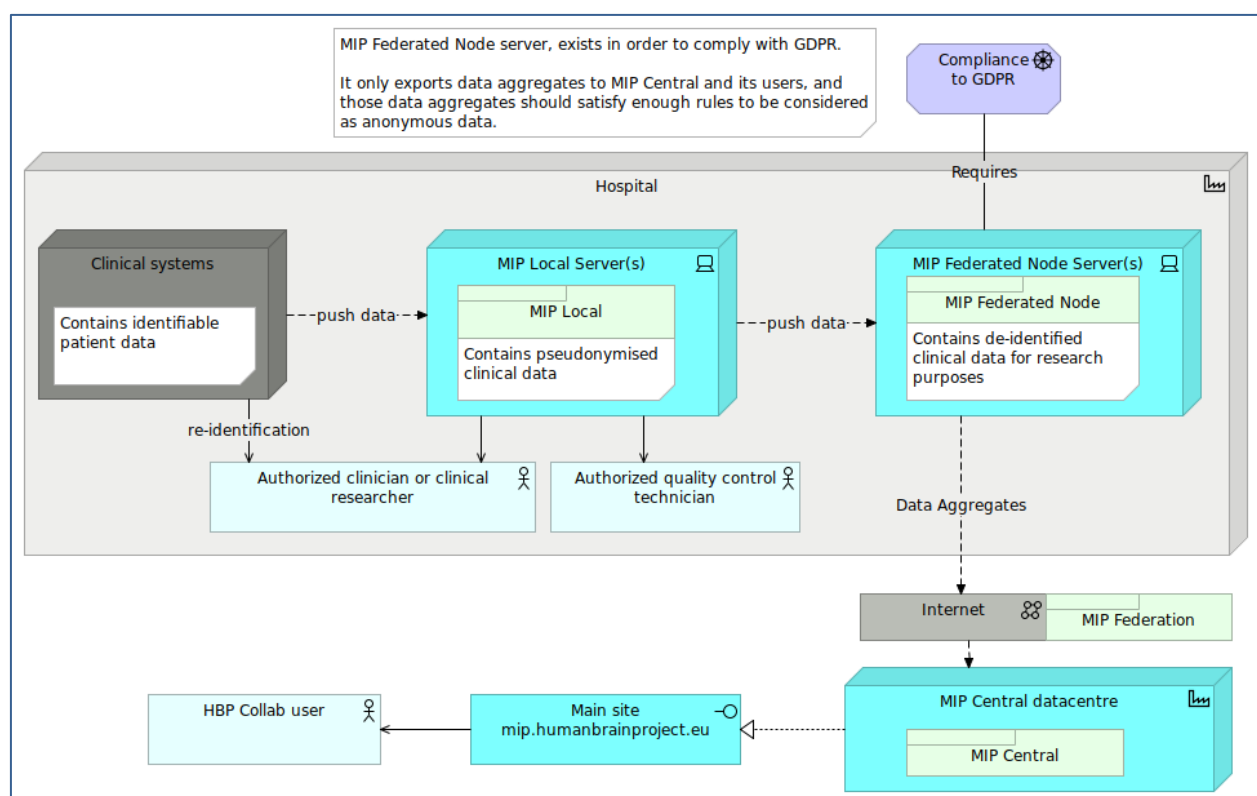 MIP Federated Node server, exists in order to comply with GDPR.
It only exports data aggregates to MIP Central and its users, and
those data aggregates should satisfy enough rules to be considered
as anonymous data.
Compliance
to GDPR
Requires
Hospital
Clinical systems
Contains identifiable
patient data
push data
MIP Local Server(s)
MIP Local
Contains pseudonymised
clinical data
push data
MIP Federated Node Server(s)
MIP Federated Node
Contains de-identified
clinical data for research
purposes
re-identification
Authorized clinician or clinical
researcher
Authorized quality control
technician
Data Aggregates
Internet
MIP Federation
HBP Collab user
Main site
mip.humanbrainproject.eu
MIP Central datacentre
MIP Central